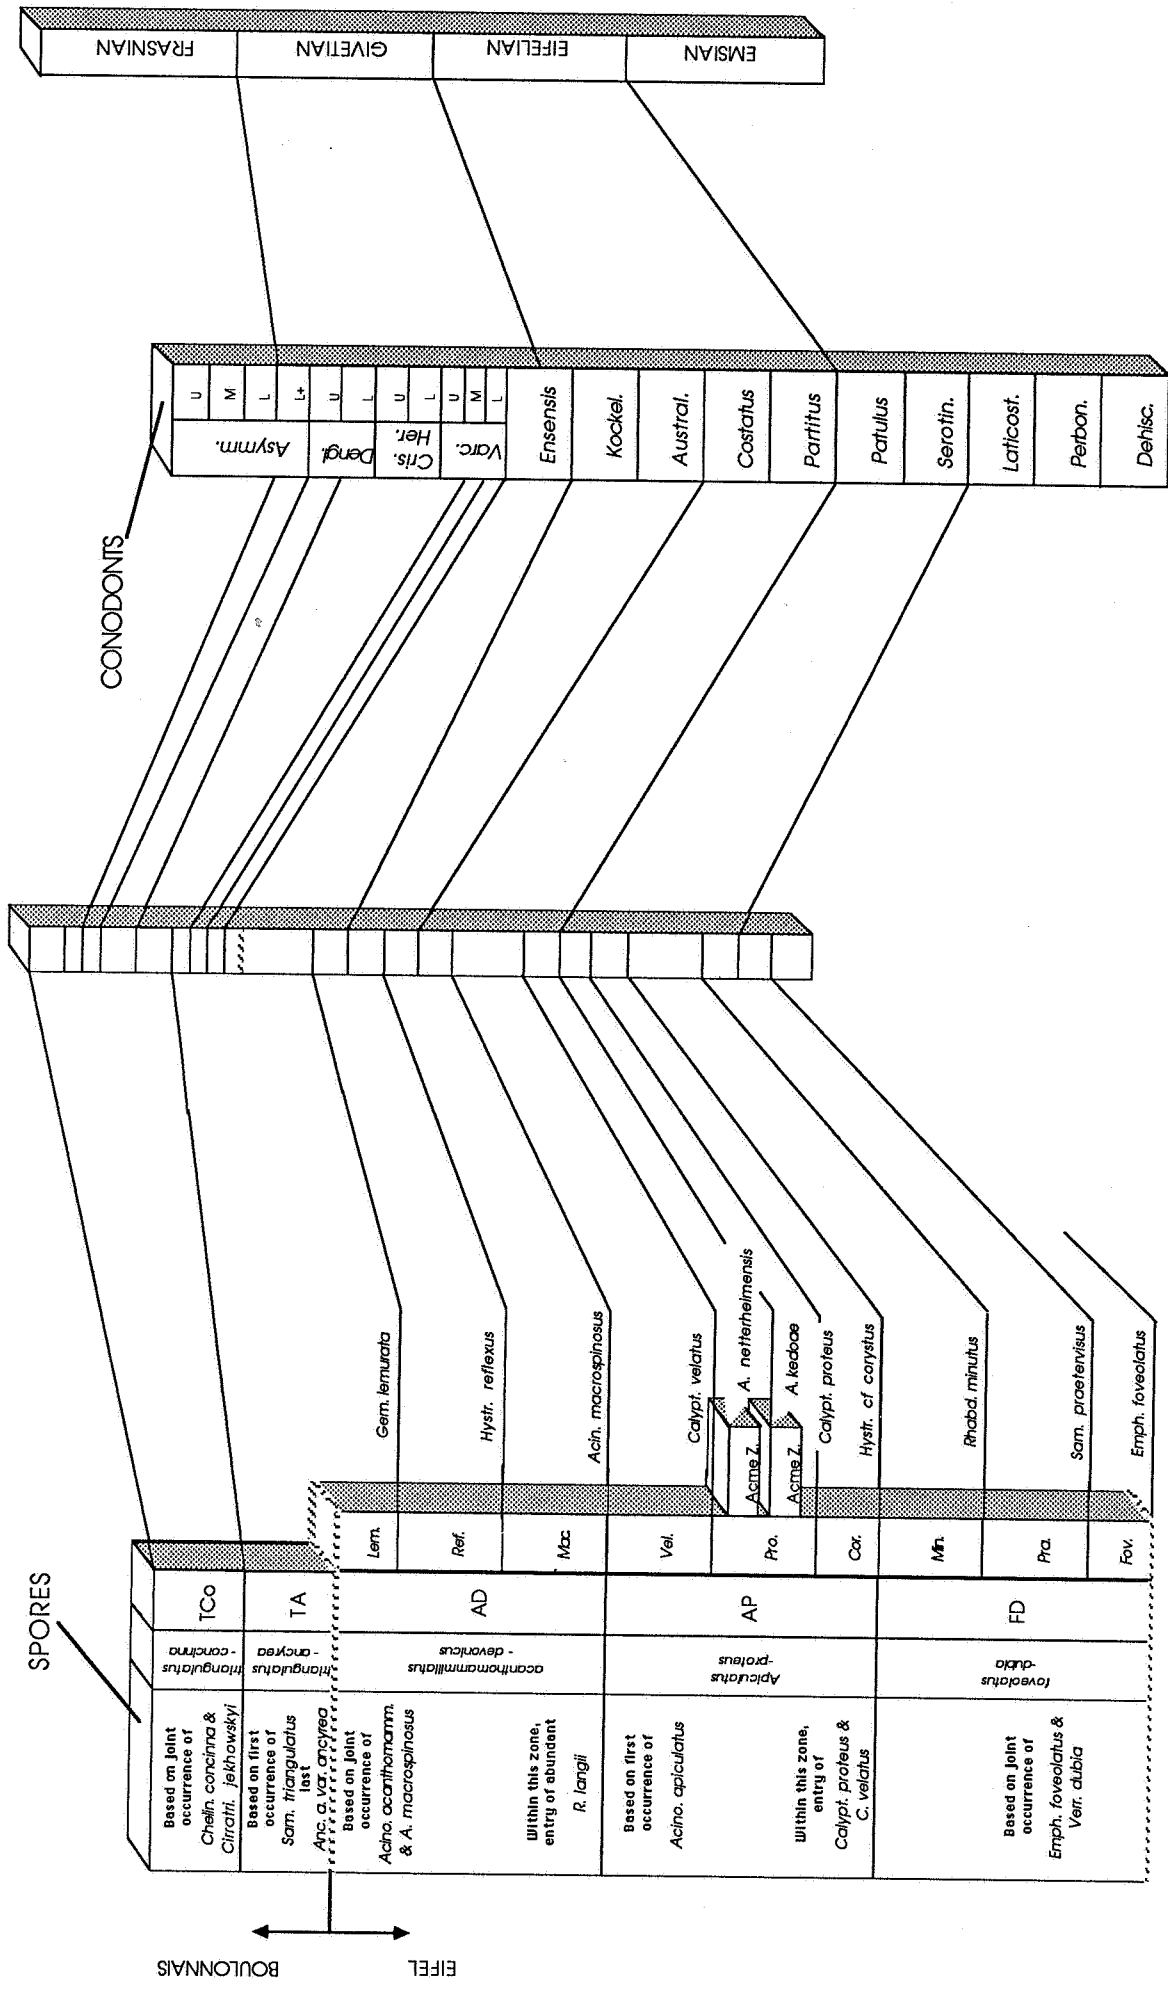 FRASNIAN
GIVETIAN
EIFELIAN
EMSIAN
CONODONTS
Asymm.
U
M
L
L+
Dengl.
U
L
Her.
Cris.
U
L
Varc.
U
M
L
Ensensis
Kockel.
Austral.
Costatus
Partitus
Patulus
Serotin.
Laticost.
Perbon.
Dehisc.
SPORES
Gem. lemurata
Hystr. reflexus
Acin. macrospinosus
Calypt. velatus
A. netterheimensis
A. kedoae
Calypt. proteus
Hystr. cf corystus
Rhabd. minutus
Sam. praetervisus
Emph. foveolatus
Acme Z.
Acme Z.
Lem.
Ref.
Mac
Vel.
Pro.
Cor.
Min.
Pra.
Fov.
TCo
TA
AD
AP
FD
triangulatus
- concinna
triangulatus
- ancyrea
acanthomammillatus
- devonicus
Apiculatus
-proteus
foveolatus
-dubia
Based on joint
occurrence of
Chelin. concinna &
Cirratri. jekhowskyi
Based on first
occurrence of
Sam. triangulatus
last
Anc. a. var. ancyrea
Based on joint
occurrence of
Acino. acanthomamm.
& A. macrospinosus
Within this zone,
entry of abundant
R. langii
Based on first
occurrence of
Acino. apiculatus
Within this zone,
entry of
Calypt. proteus &
C. velatus
Based on joint
occurrence of
Emph. foveolatus &
Verr. dubia
BOULONNAIS
EIFEL